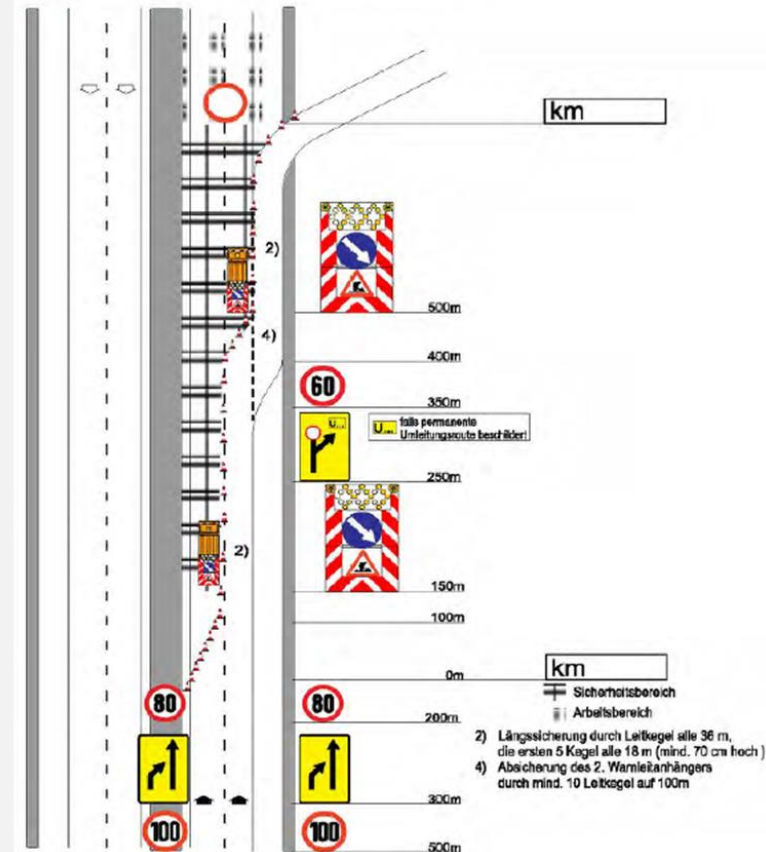 km
2)
4)
500m
400m
60
350m
U...
U...
falls permanente
Umleitungsroute beschildert
250m
2)
150m
100m
0m
km
Sicherheitsbereich
Arbeitsbereich
80
80
200m
2) Längssicherung durch Leitkegel alle 36 m,
die ersten 5 Kegel alle 18 m (mind. 70 cm hoch )
4) Absicherung des 2. Warnleitanhängers
durch mind. 10 Leitkegel auf 100m
300m
100
100
500m